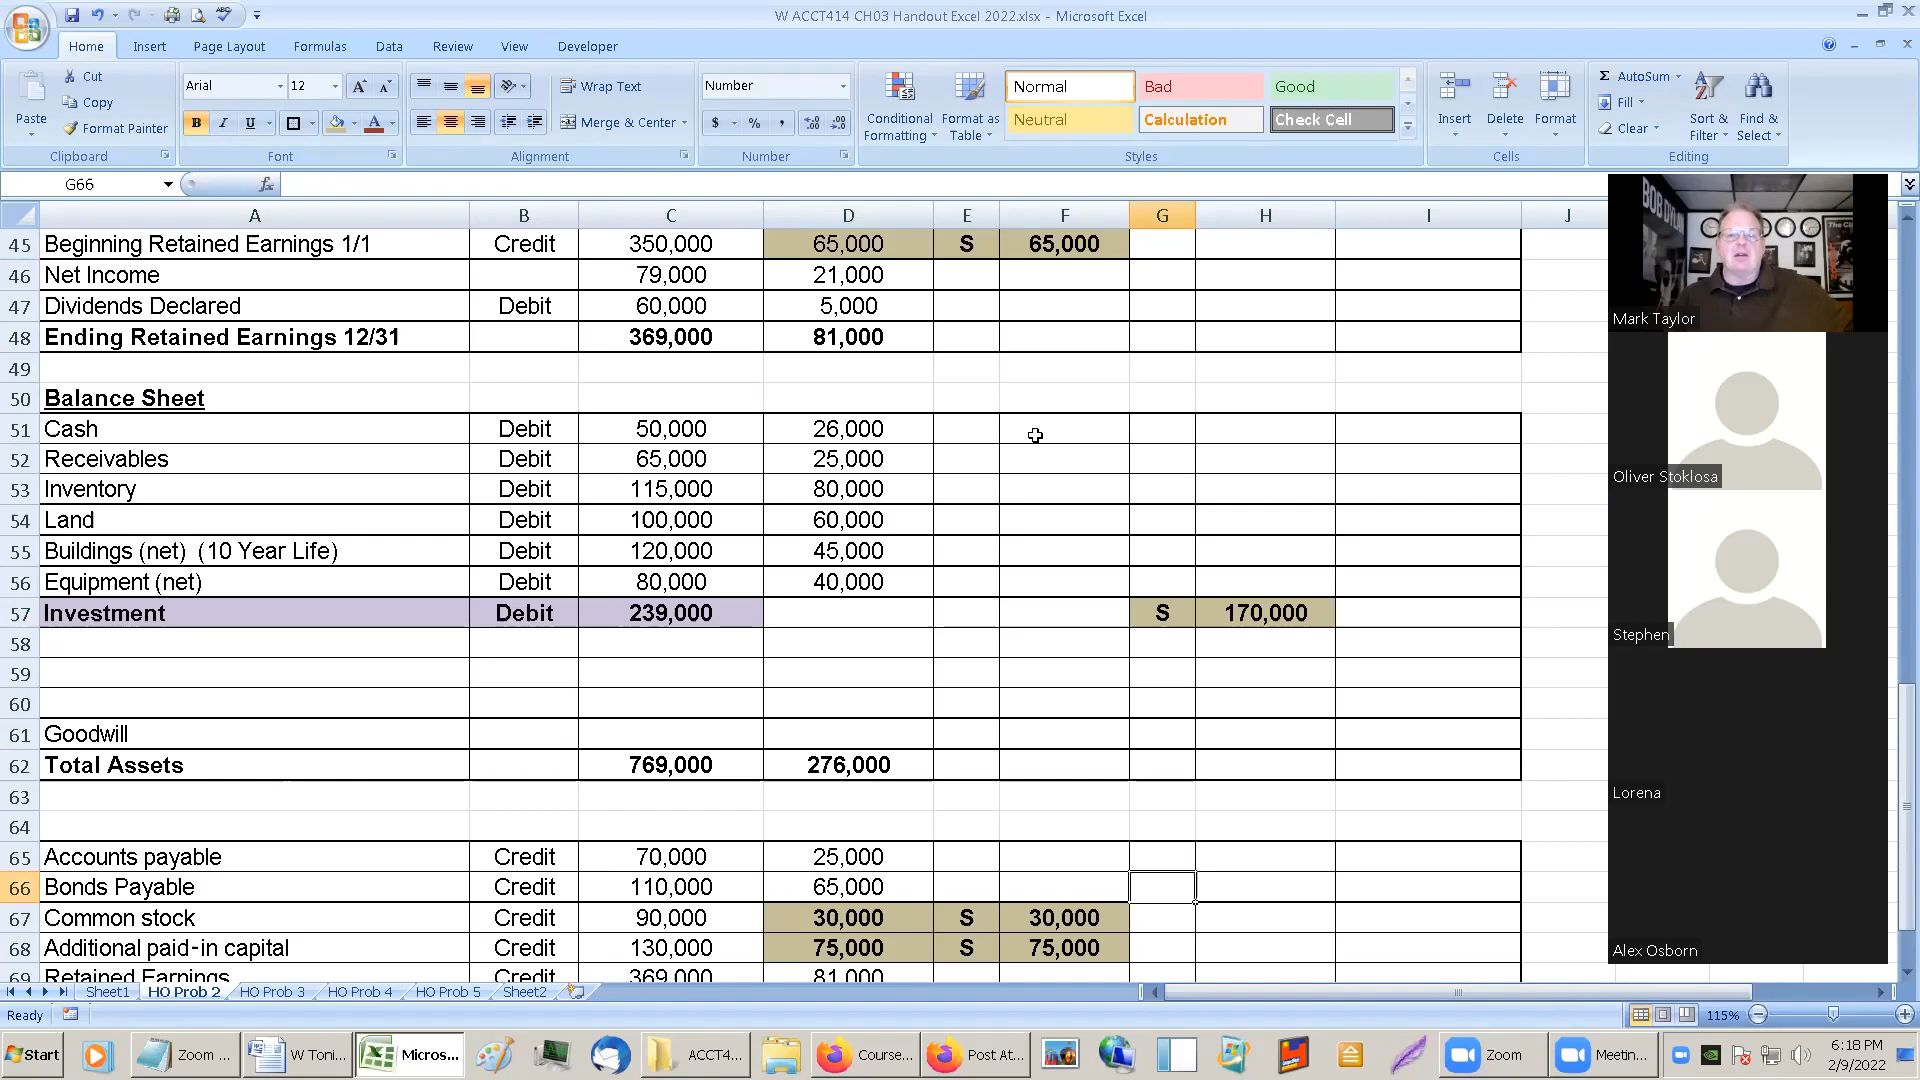 W ACCT414 CH03 Handout Excel 2022.xlsx - Microsoft Excel
Home Insert Page Layout Formulas Data Review View Developer
Paste Cut Copy Format Painter Clipboard
Arial 12 B I U Font
Wrap Text Merge & Center Alignment
Number $ % , Number
Conditional Formatting Format as Table
Normal Bad Good
Neutral Calculation Check Cell
Styles
Insert Delete Format Cells
AutoSum Fill Clear Sort & Filter Find & Select Editing
G66 fx
A B C D E F G H I J
45 Beginning Retained Earnings 1/1 Credit 350,000 65,000 S 65,000
46 Net Income 79,000 21,000
47 Dividends Declared Debit 60,000 5,000
48 Ending Retained Earnings 12/31 369,000 81,000
49
50 Balance Sheet
51 Cash Debit 50,000 26,000
52 Receivables Debit 65,000 25,000
53 Inventory Debit 115,000 80,000
54 Land Debit 100,000 60,000
55 Buildings (net) (10 Year Life) Debit 120,000 45,000
56 Equipment (net) Debit 80,000 40,000
57 Investment Debit 239,000 S 170,000
58
59
60
61 Goodwill
62 Total Assets 769,000 276,000
63
64
65 Accounts payable Credit 70,000 25,000
66 Bonds Payable Credit 110,000 65,000
67 Common stock Credit 90,000 30,000 S 30,000
68 Additional paid-in capital Credit 130,000 75,000 S 75,000
69 Retained Earnings Credit 369,000 81,000
BOB DYLAN
Mark Taylor
Oliver Stoklosa
Stephen
Lorena
Alex Osborn
Sheet1 HO Prob 2 HO Prob 3 HO Prob 4 HO Prob 5 Sheet2
Ready 115%
Start Zoom ... W Toni... Micros... ACCT4... Course... Post At... Zoom Meetin... 6:18 PM
2/9/2022